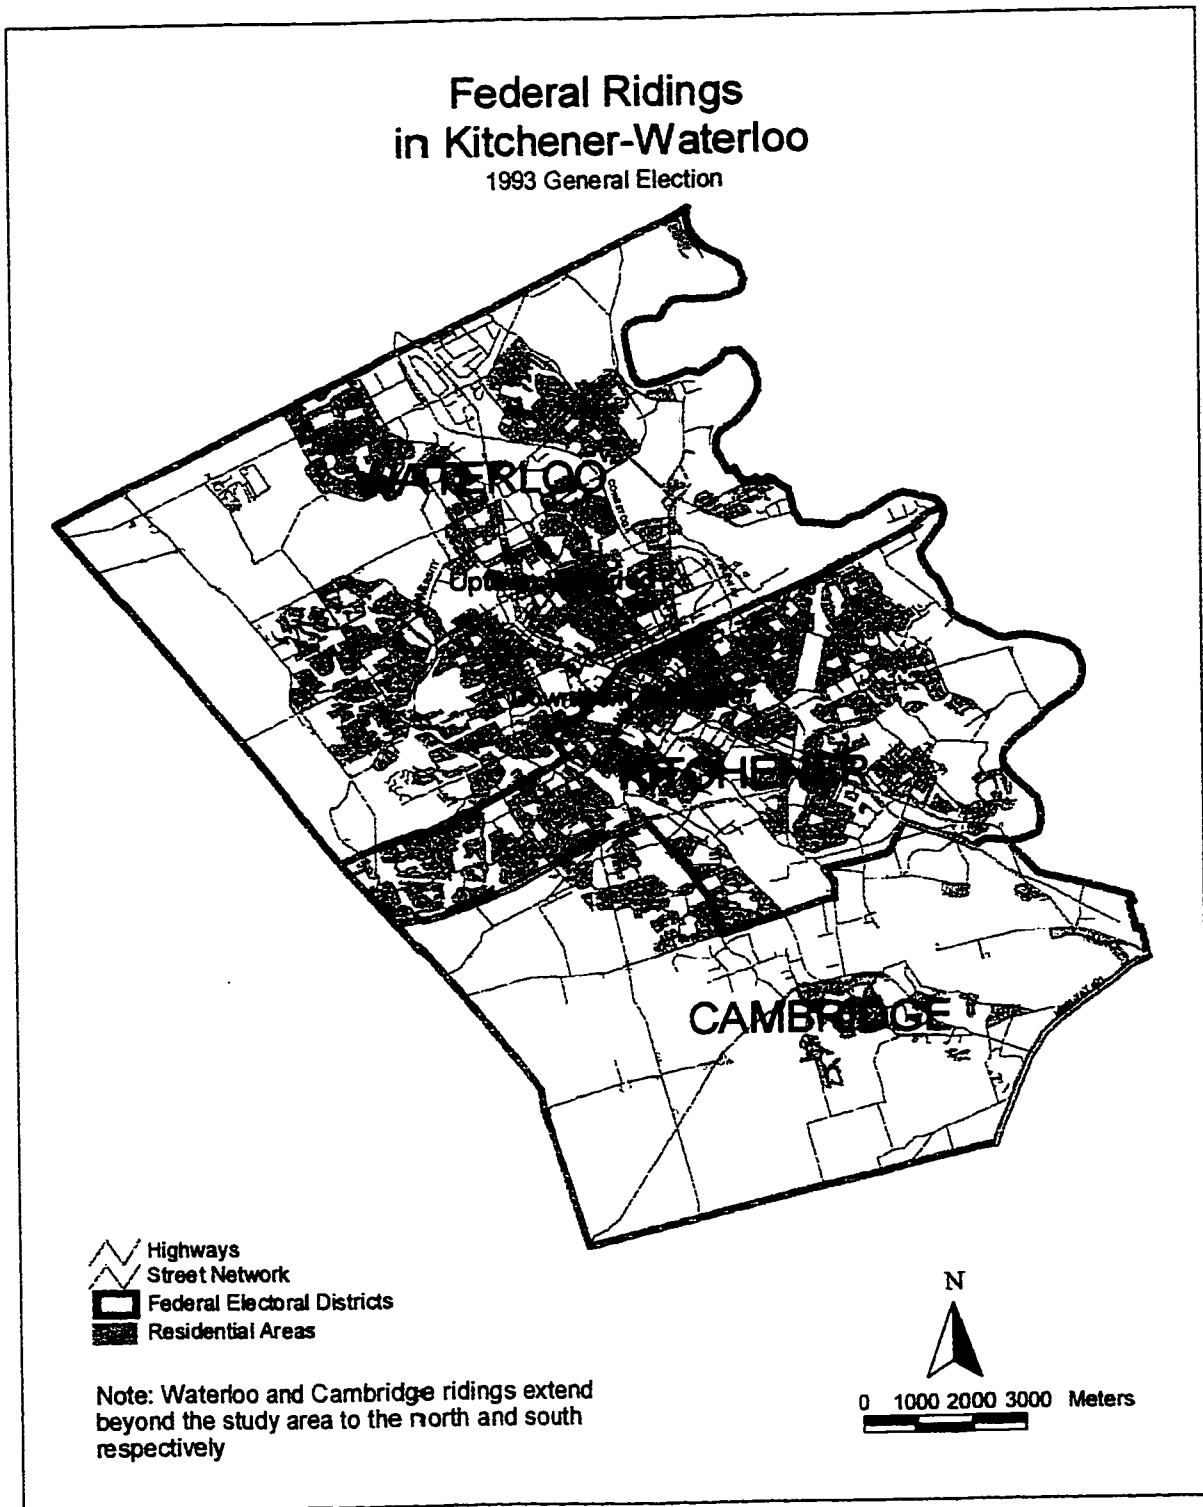 Federal Ridings
in Kitchener-Waterloo
1993 General Election
WATERLOO
KITCHENER
CAMBRIDGE
Highways
Street Network
Federal Electoral Districts
Residential Areas
N
0 1000 2000 3000 Meters
Note: Waterloo and Cambridge ridings extend
beyond the study area to the north and south
respectively